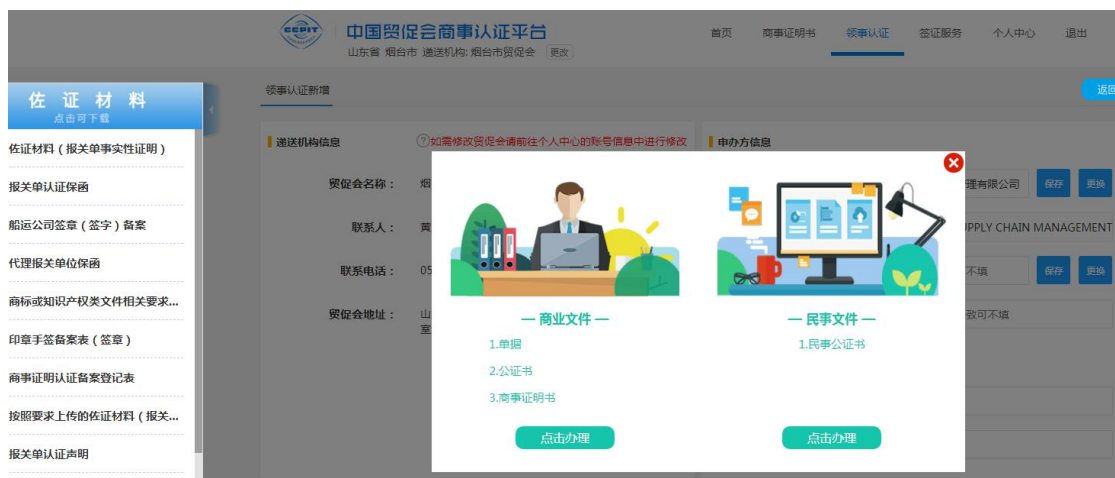 CCPIT
中国贸促会商事认证平台
山东省 烟台市 递送机构: 烟台市贸促会 更改
首页 商事证明书 领事认证 签证服务 个人中心 退出
佐 证 材 料
点击可下载
佐证材料（报关单事实性证明）
报关单认证保函
船运公司签章（签字）备案
代理报关单位保函
商标或知识产权类文件相关要求...
印章手签备案表（签章）
商事证明认证备案登记表
按照要求上传的佐证材料（报关...
报关单认证声明
领事认证新增
返回
递送机构信息
?如需修改贸促会请前往个人中心的账号信息中进行修改
申办方信息
贸促会名称： 烟
理有限公司 保存 更换
联系人： 黄
UPPLY CHAIN MANAGEMENT
联系电话： 05
不填 保存 更换
贸促会地址： 山
室
致可不填
— 商业文件 —
1.单据
2.公证书
3.商事证明书
点击办理
— 民事文件 —
1.民事公证书
点击办理